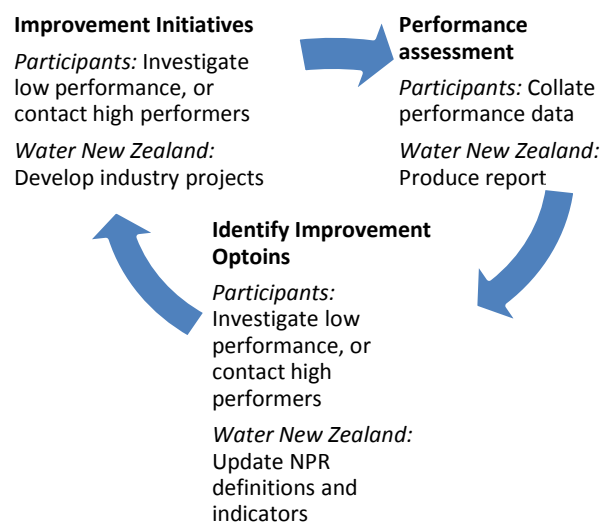 Improvement Initiatives
Participants: Investigate
low performance, or
contact high performers
Water New Zealand:
Develop industry projects
Performance
assessment
Participants: Collate
performance data
Water New Zealand:
Produce report
Identify Improvement
Optoins
Participants:
Investigate low
performance, or
contact high
performers
Water New Zealand:
Update NPR
definitions and
indicators